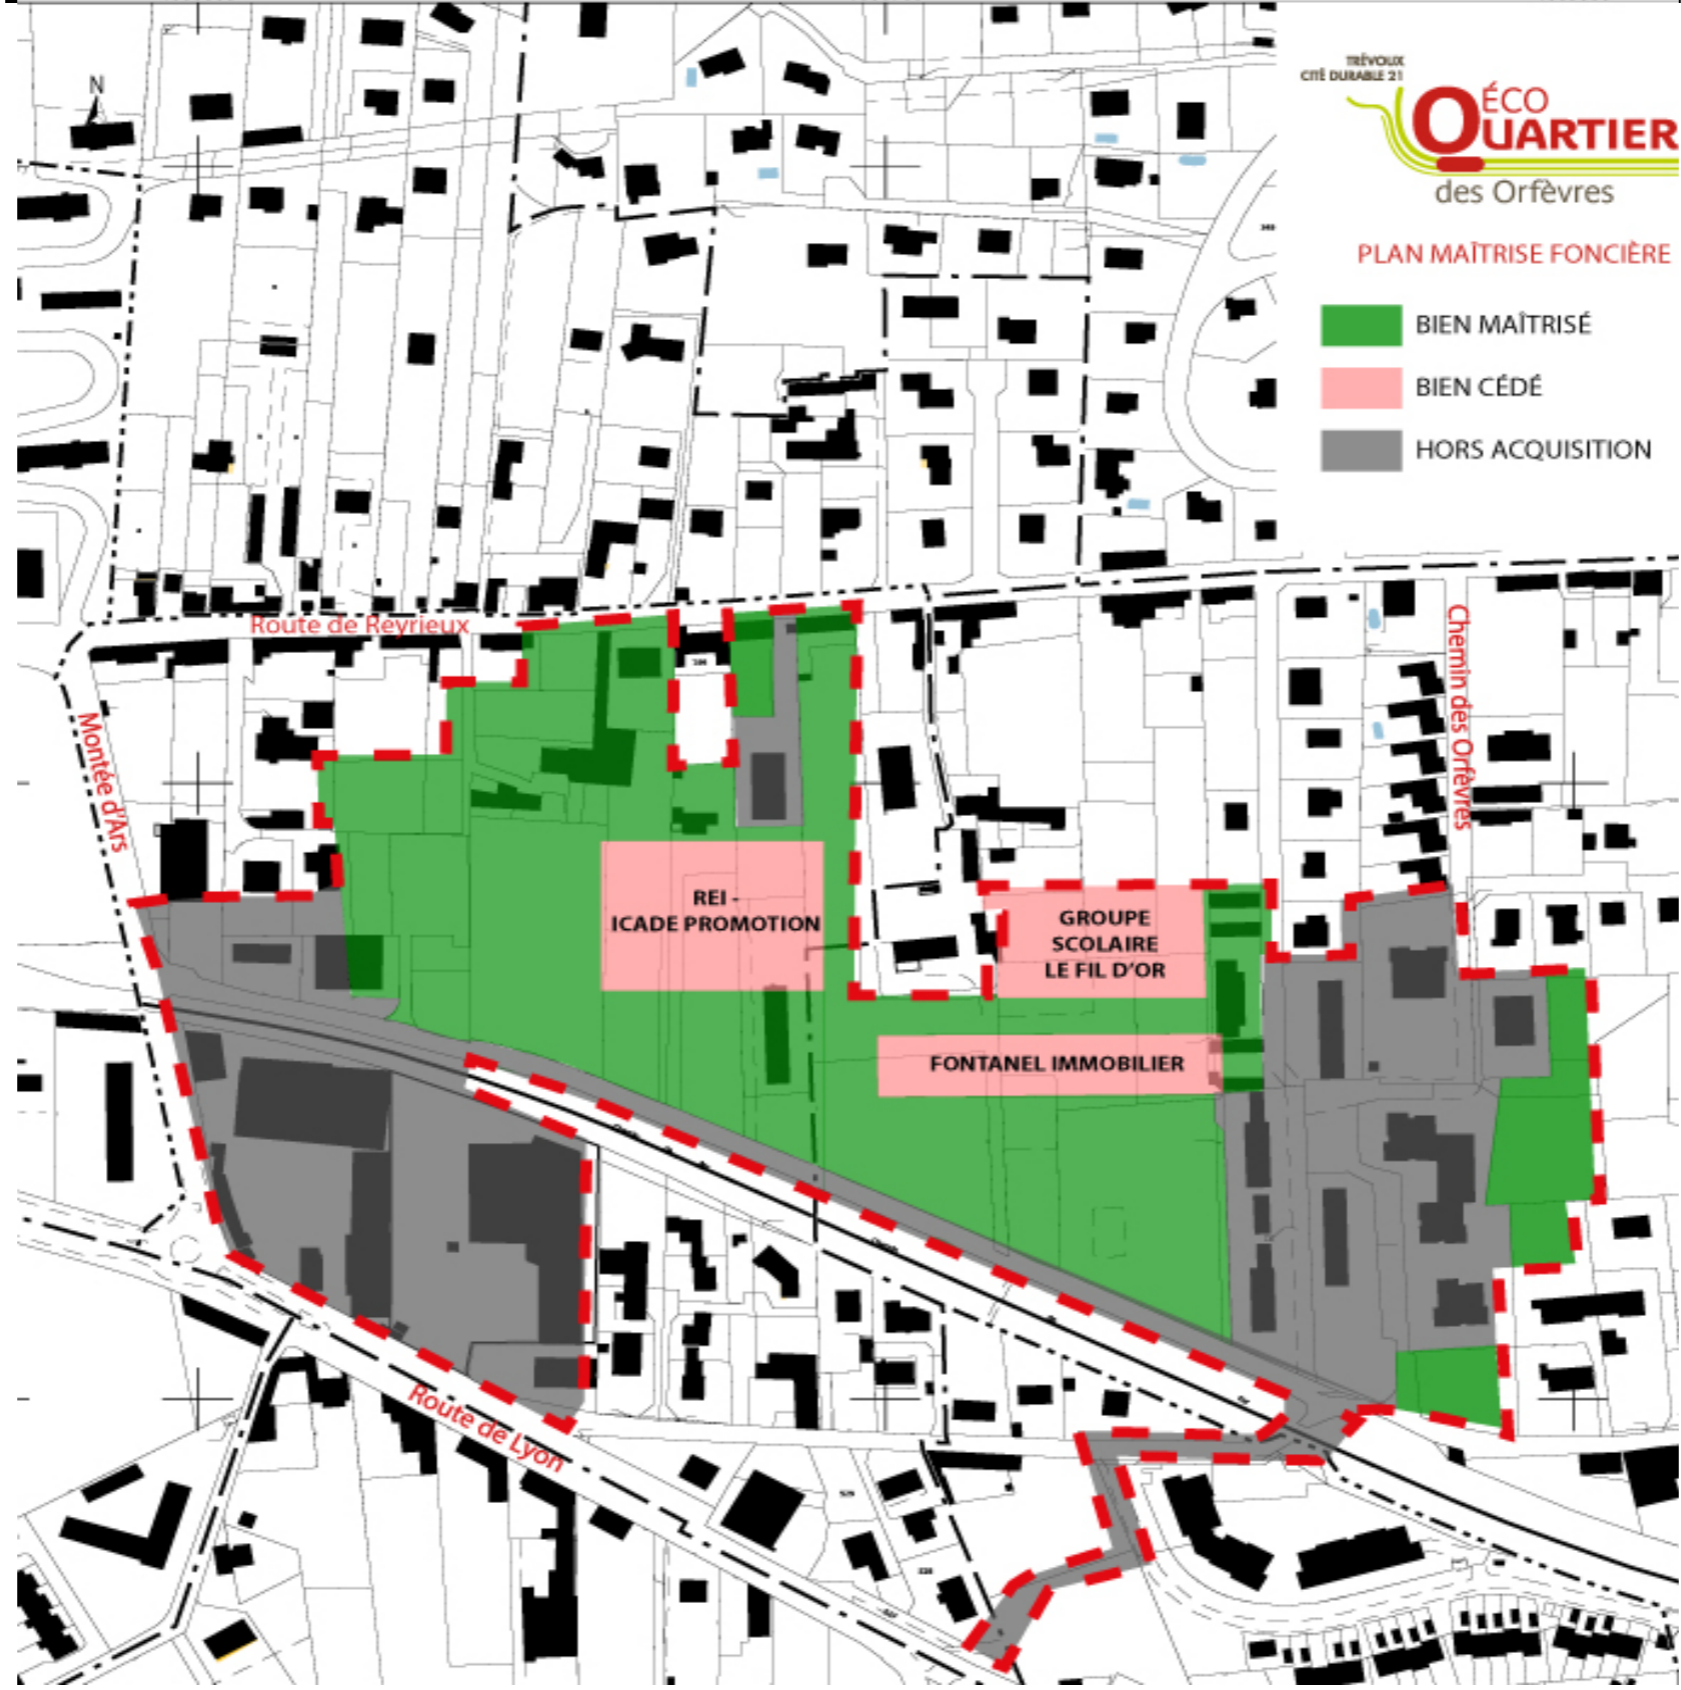 N
TRÉVOUX
CITÉ DURABLE 21
ÉCO
QUARTIER
des Orfèvres
PLAN MAÎTRISE FONCIÈRE
BIEN MAÎTRISÉ
BIEN CÉDÉ
HORS ACQUISITION
Route de Reyrieux
Chemin des Orfèvres
Montée d'Ars
REI -
ICADE PROMOTION
GROUPE
SCOLAIRE
LE FIL D'OR
FONTANEL IMMOBILIER
Route de Lyon